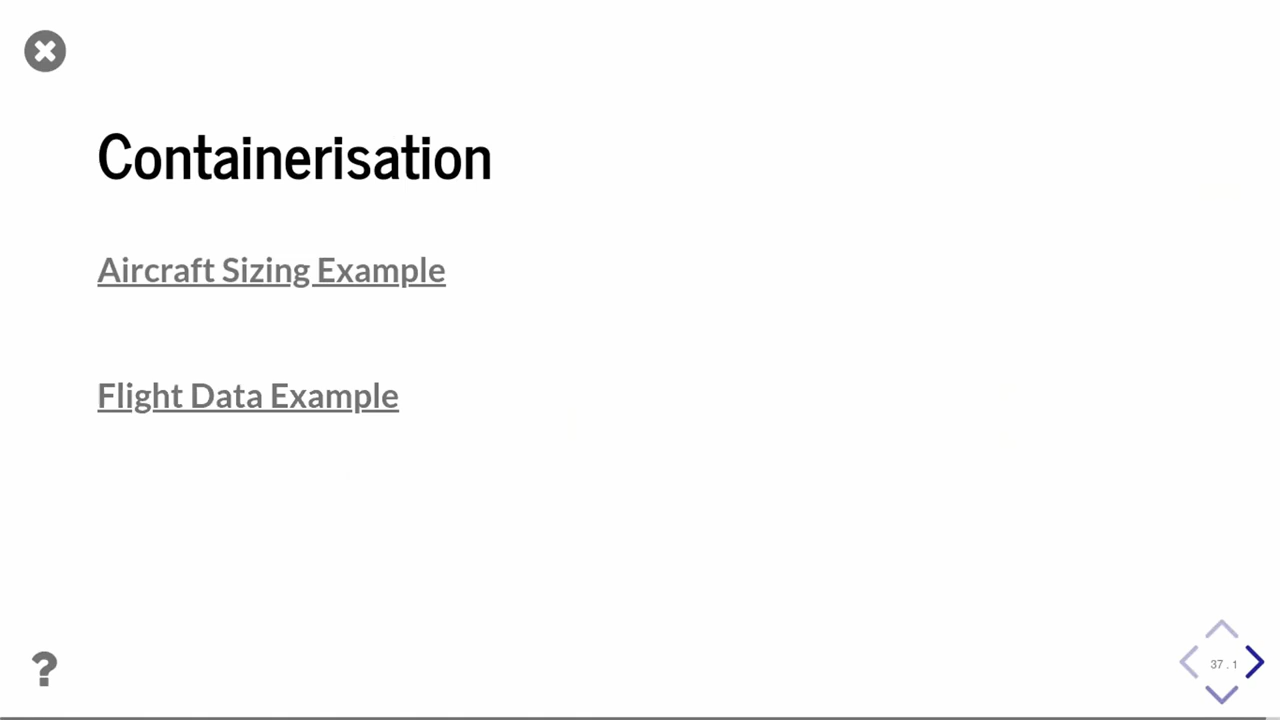 Containerisation
Aircraft Sizing Example
Flight Data Example
?
37 . 1